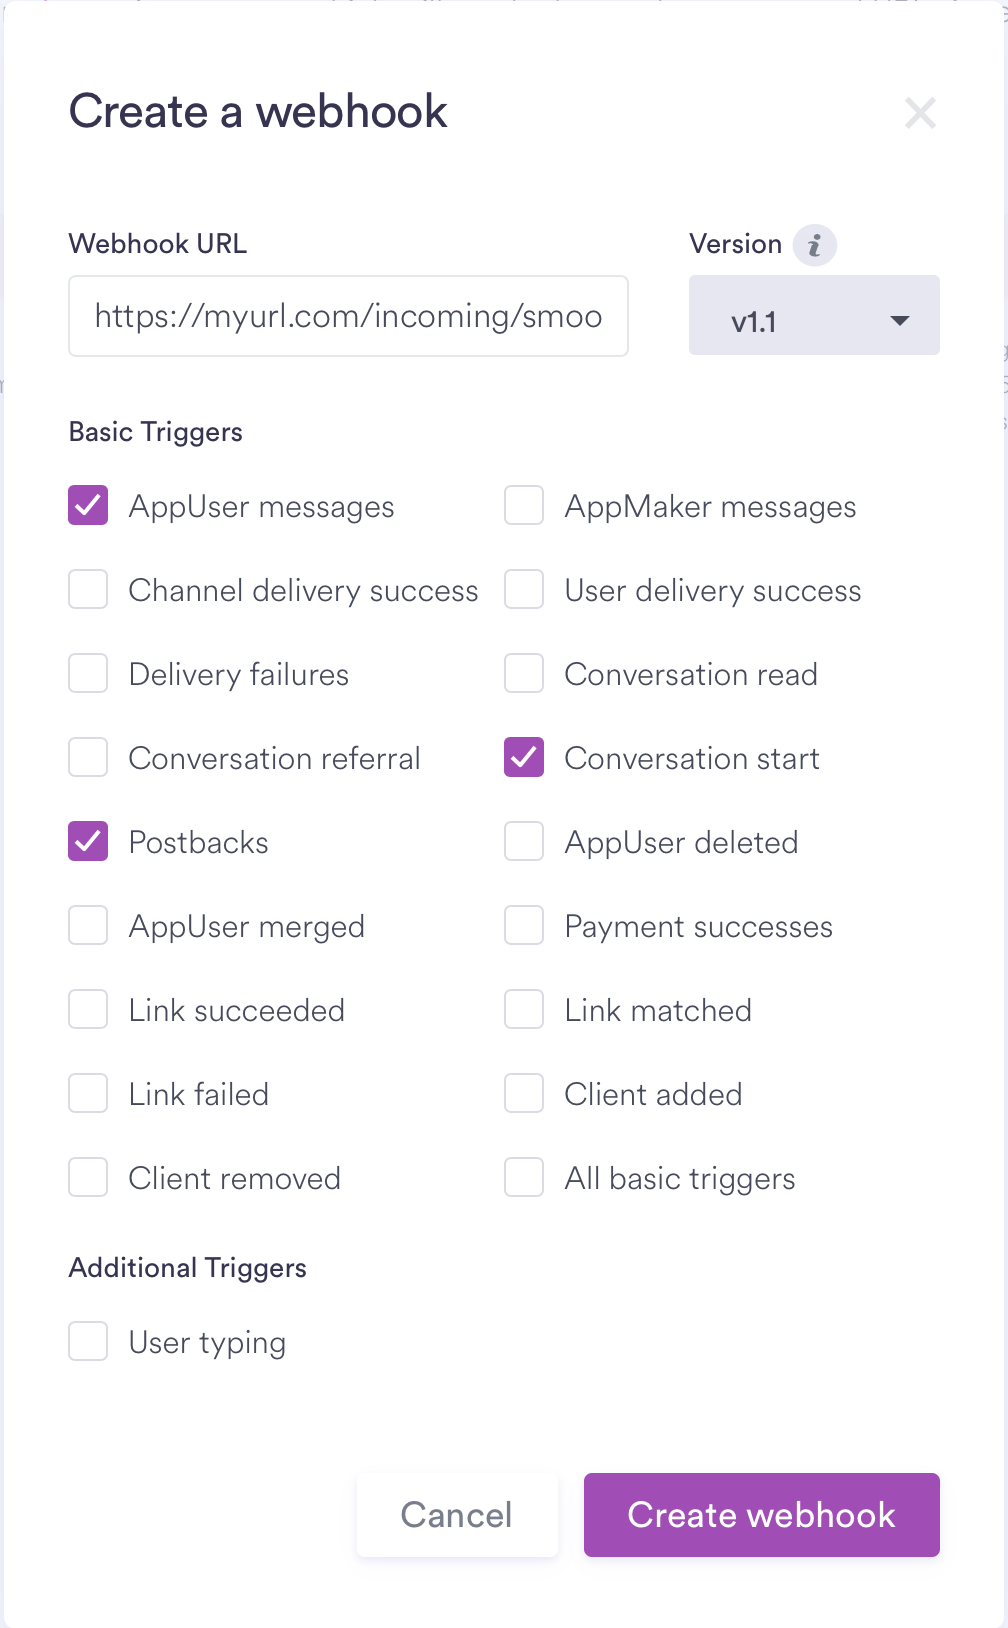 Create a webhook
Webhook URL
Version i
https://myurl.com/incoming/smoo
v1.1
Basic Triggers
AppUser messages
AppMaker messages
Channel delivery success
User delivery success
Delivery failures
Conversation read
Conversation referral
Conversation start
Postbacks
AppUser deleted
AppUser merged
Payment successes
Link succeeded
Link matched
Link failed
Client added
Client removed
All basic triggers
Additional Triggers
User typing
Cancel
Create webhook